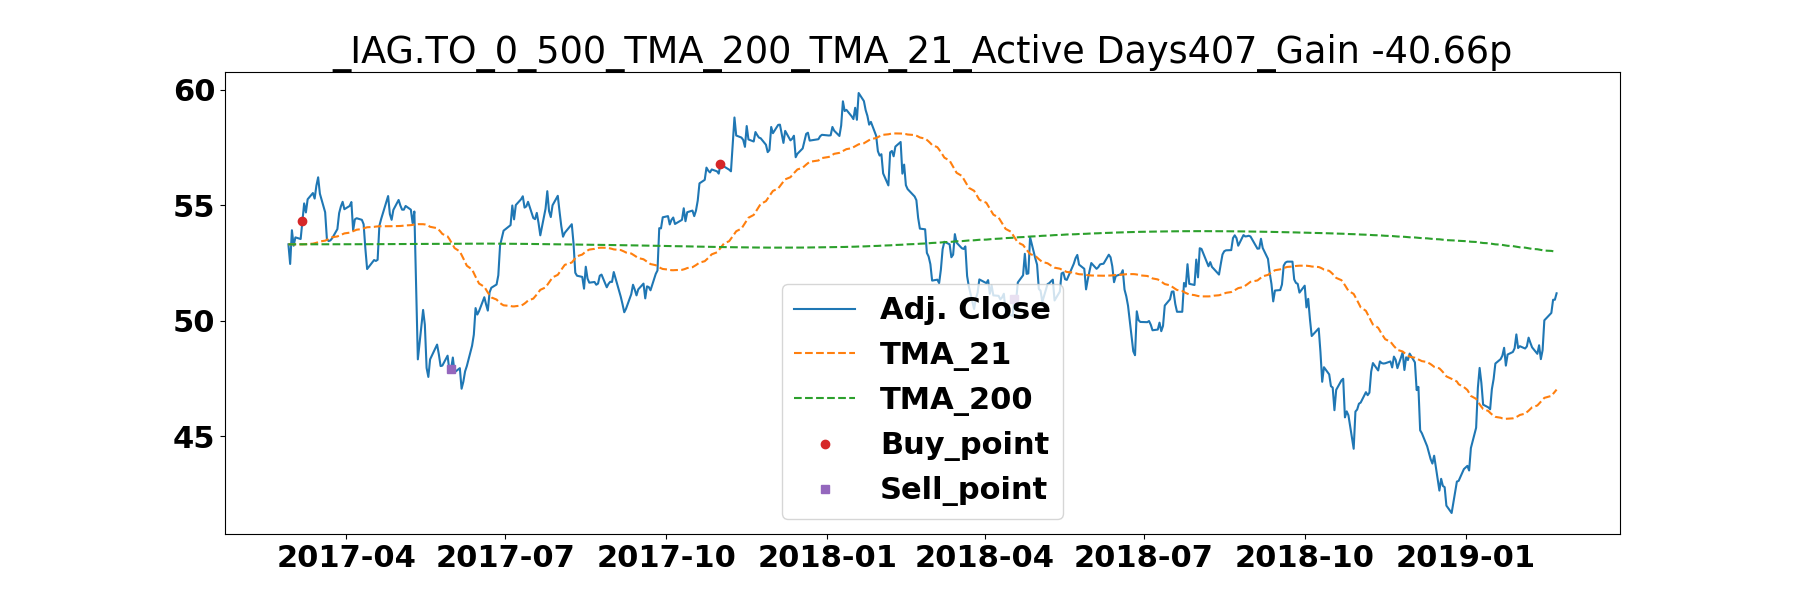 _IAG.TO_0_500_TMA_200_TMA_21_Active Days407_Gain -40.66p
60
55
50
45
Adj. Close
TMA_21
TMA_200
Buy_point
Sell_point
2017-04 2017-07 2017-10 2018-01 2018-04 2018-07 2018-10 2019-01